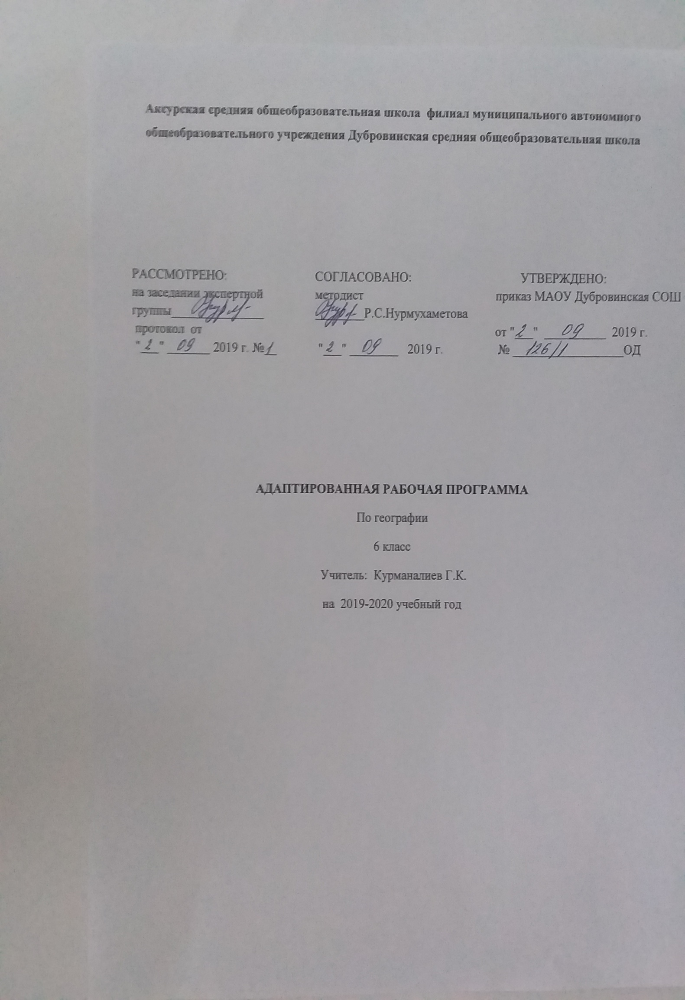 Аксурская средняя общеобразовательная школа филиал муниципального автономного
общеобразовательного учреждения Дубровинская средняя общеобразовательная школа
РАССМОТРЕНО:
на заседании экспертной
группы
протокол от
"2" 09 2019 г. №1
СОГЛАСОВАНО:
методист
Р.С.Нурмухаметова
"2" 09 2019 г.
УТВЕРЖДЕНО:
приказ МАОУ Дубровинская СОШ
от "2" 09 2019 г.
№ 126/1 ОД
АДАПТИРОВАННАЯ РАБОЧАЯ ПРОГРАММА
По географии
6 класс
Учитель: Курманалиев Г.К.
на 2019-2020 учебный год